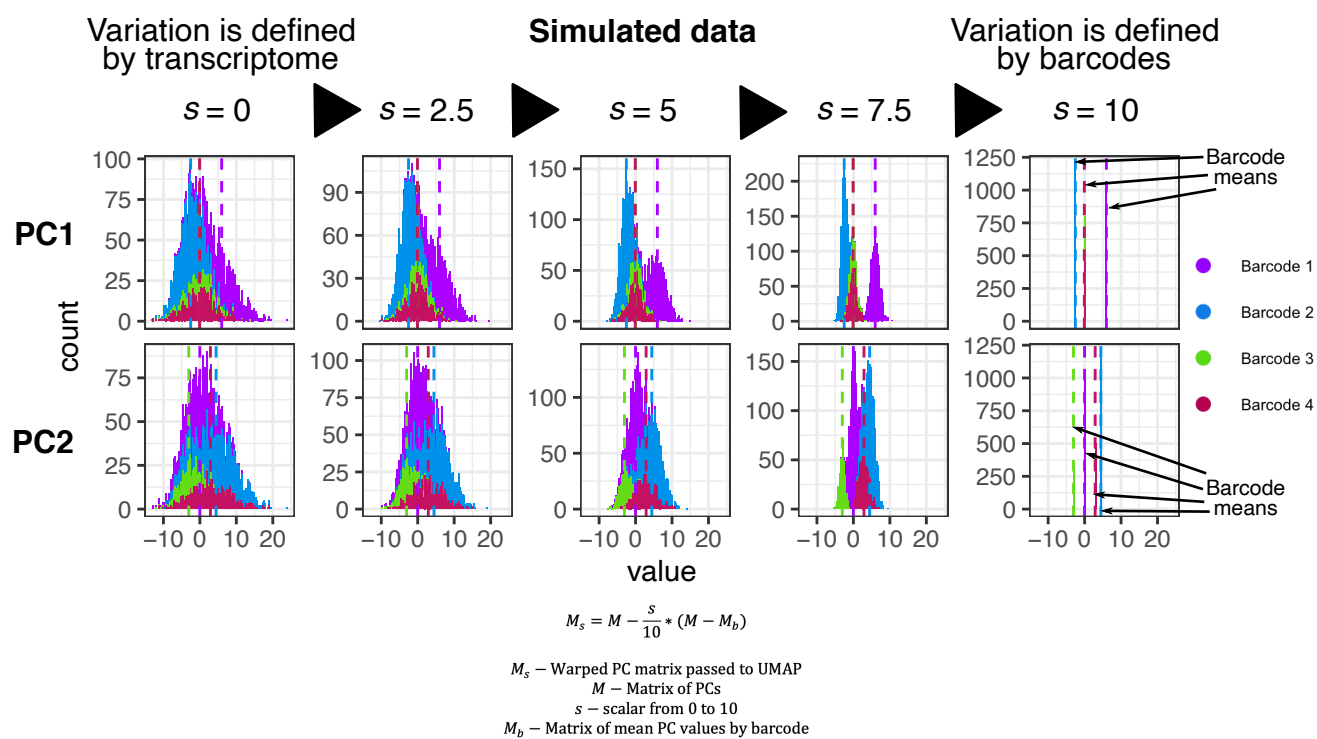 Variation is defined
by transcriptome
Simulated data
Variation is defined
by barcodes
s = 0
s = 2.5
s = 5
s = 7.5
s = 10
PC1
PC2
count
100
75
50
25
0
90
60
30
0
150
100
50
0
200
150
100
50
0
1250
1000
750
500
250
0
Barcode
means
Barcode 1
Barcode 2
Barcode 3
Barcode 4
75
50
25
0
100
75
50
25
0
100
50
0
150
100
50
0
1250
1000
750
500
250
0
Barcode
means
−10 0 10 20
−10 0 10 20
−10 0 10 20
−10 0 10 20
−10 0 10 20
value
Mₛ = M − s/10 * (M − M_b)
Mₛ − Warped PC matrix passed to UMAP
M − Matrix of PCs
s − scalar from 0 to 10
M_b − Matrix of mean PC values by barcode